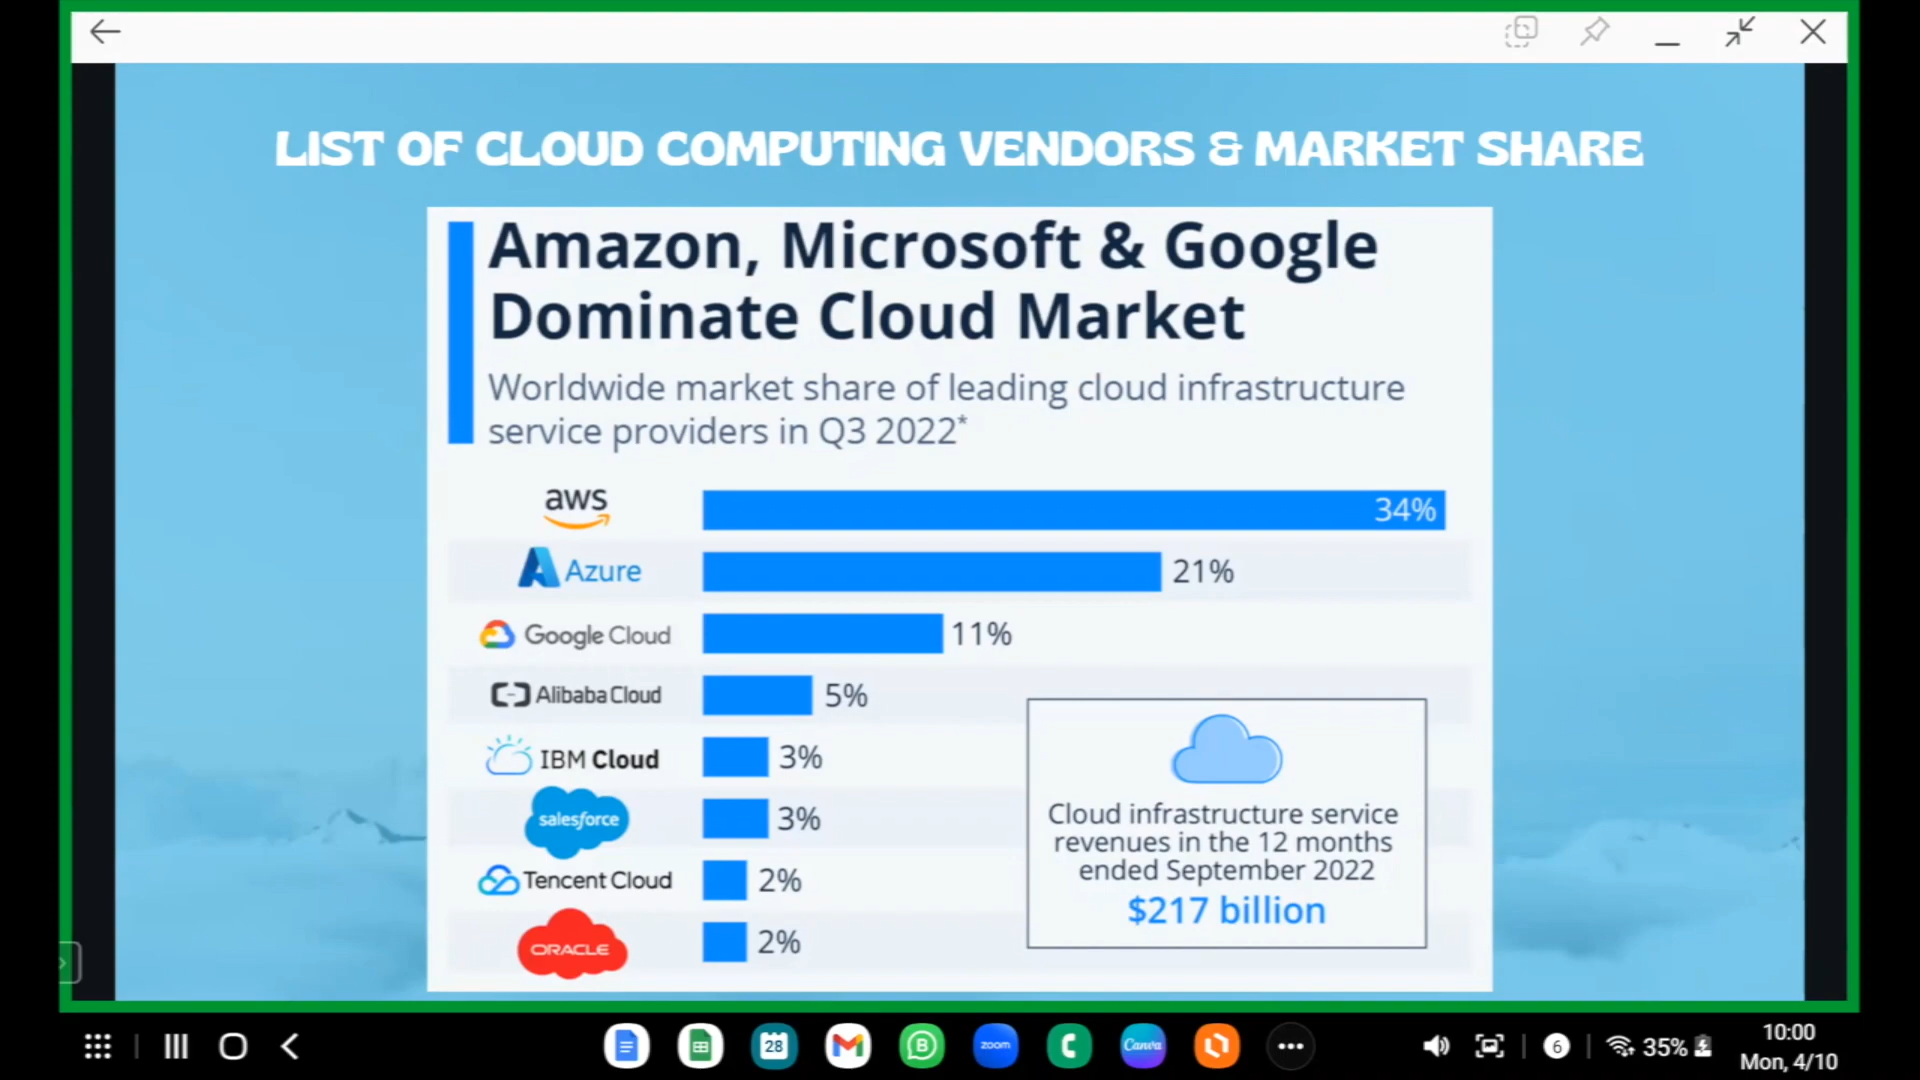 LIST OF CLOUD COMPUTING VENDORS & MARKET SHARE
Amazon, Microsoft & Google
Dominate Cloud Market
Worldwide market share of leading cloud infrastructure
service providers in Q3 2022*
aws 34%
Azure 21%
Google Cloud 11%
Alibaba Cloud 5%
IBM Cloud 3%
salesforce 3%
Tencent Cloud 2%
ORACLE 2%
Cloud infrastructure service
revenues in the 12 months
ended September 2022
$217 billion
28
B
zoom
Canva
6
35%
10:00
Mon, 4/10